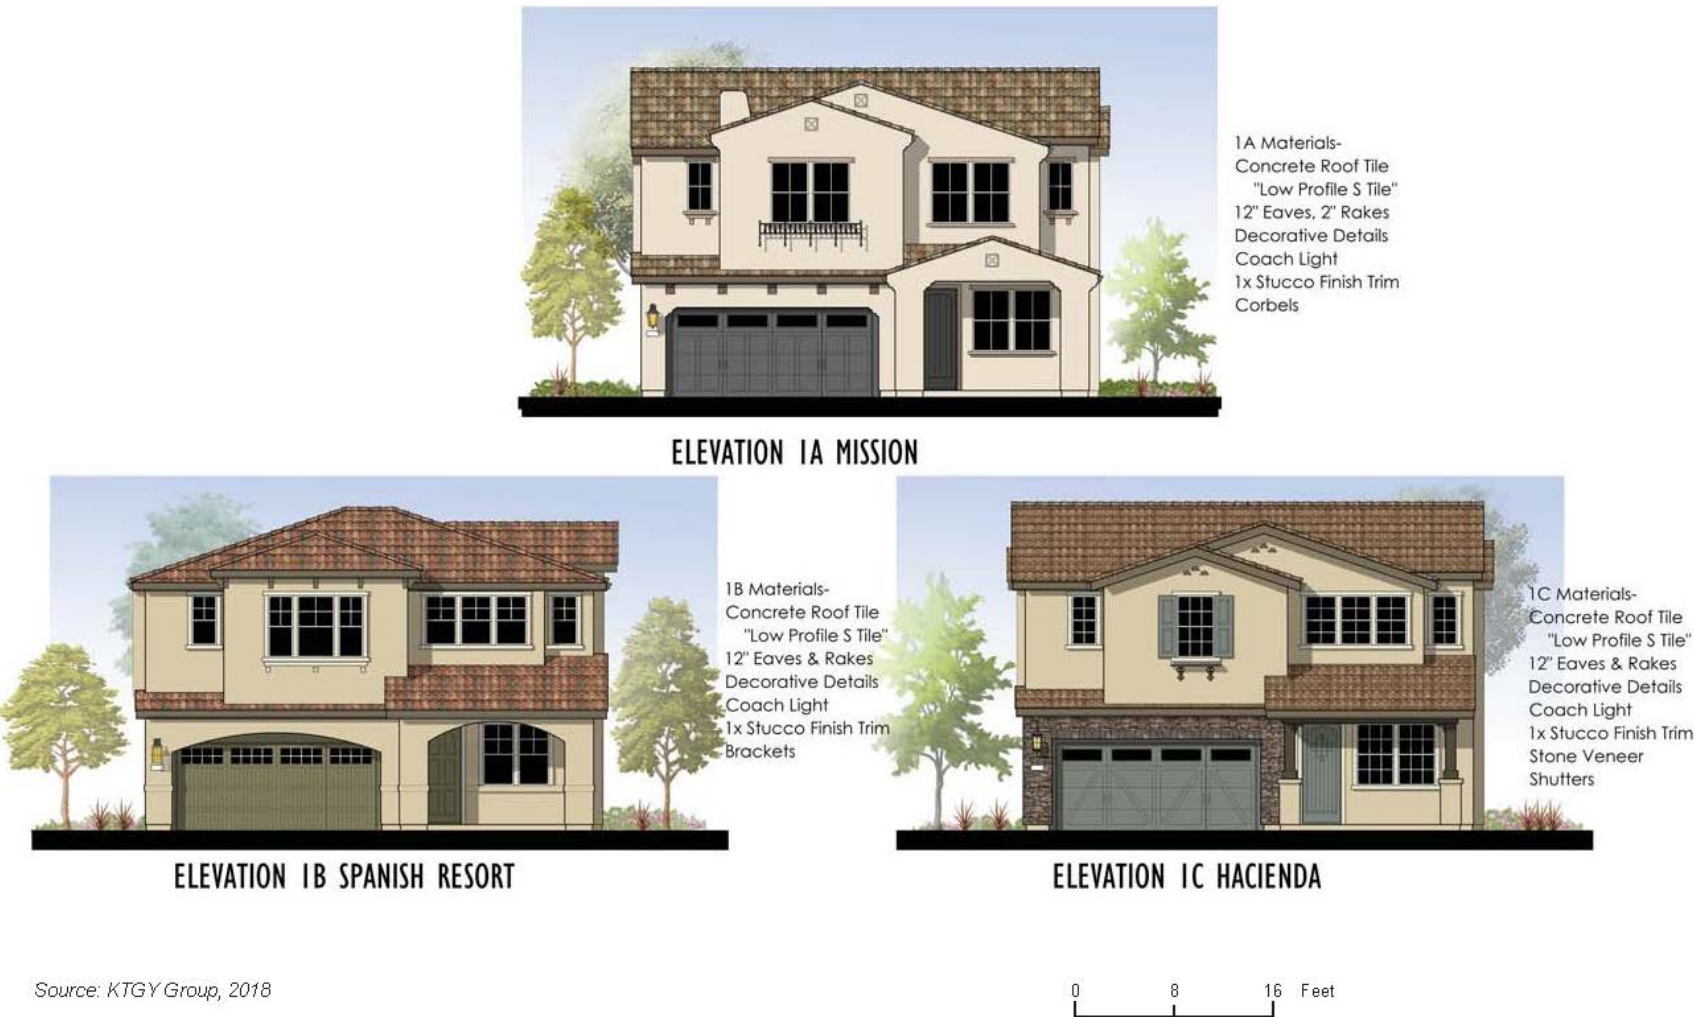 1A Materials-
Concrete Roof Tile
"Low Profile S Tile"
12" Eaves, 2" Rakes
Decorative Details
Coach Light
1x Stucco Finish Trim
Corbels
ELEVATION 1A MISSION
1B Materials-
Concrete Roof Tile
"Low Profile S Tile"
12" Eaves & Rakes
Decorative Details
Coach Light
1x Stucco Finish Trim
Brackets
ELEVATION 1B SPANISH RESORT
1C Materials-
Concrete Roof Tile
"Low Profile S Tile"
12" Eaves & Rakes
Decorative Details
Coach Light
1x Stucco Finish Trim
Stone Veneer
Shutters
ELEVATION 1C HACIENDA
Source: KTGY Group, 2018
0 8 16 Feet